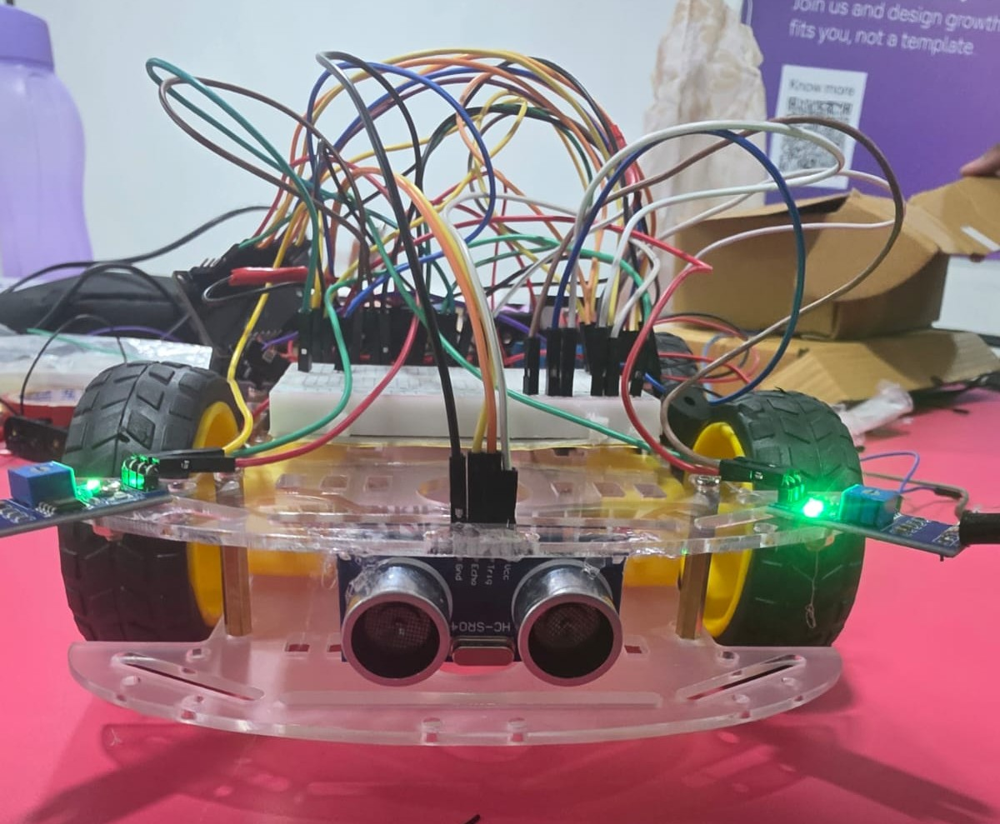 Join us and design growth
fits you, not a template.
Know more
Vcc
Trig
Echo
Gnd
HC-SR04